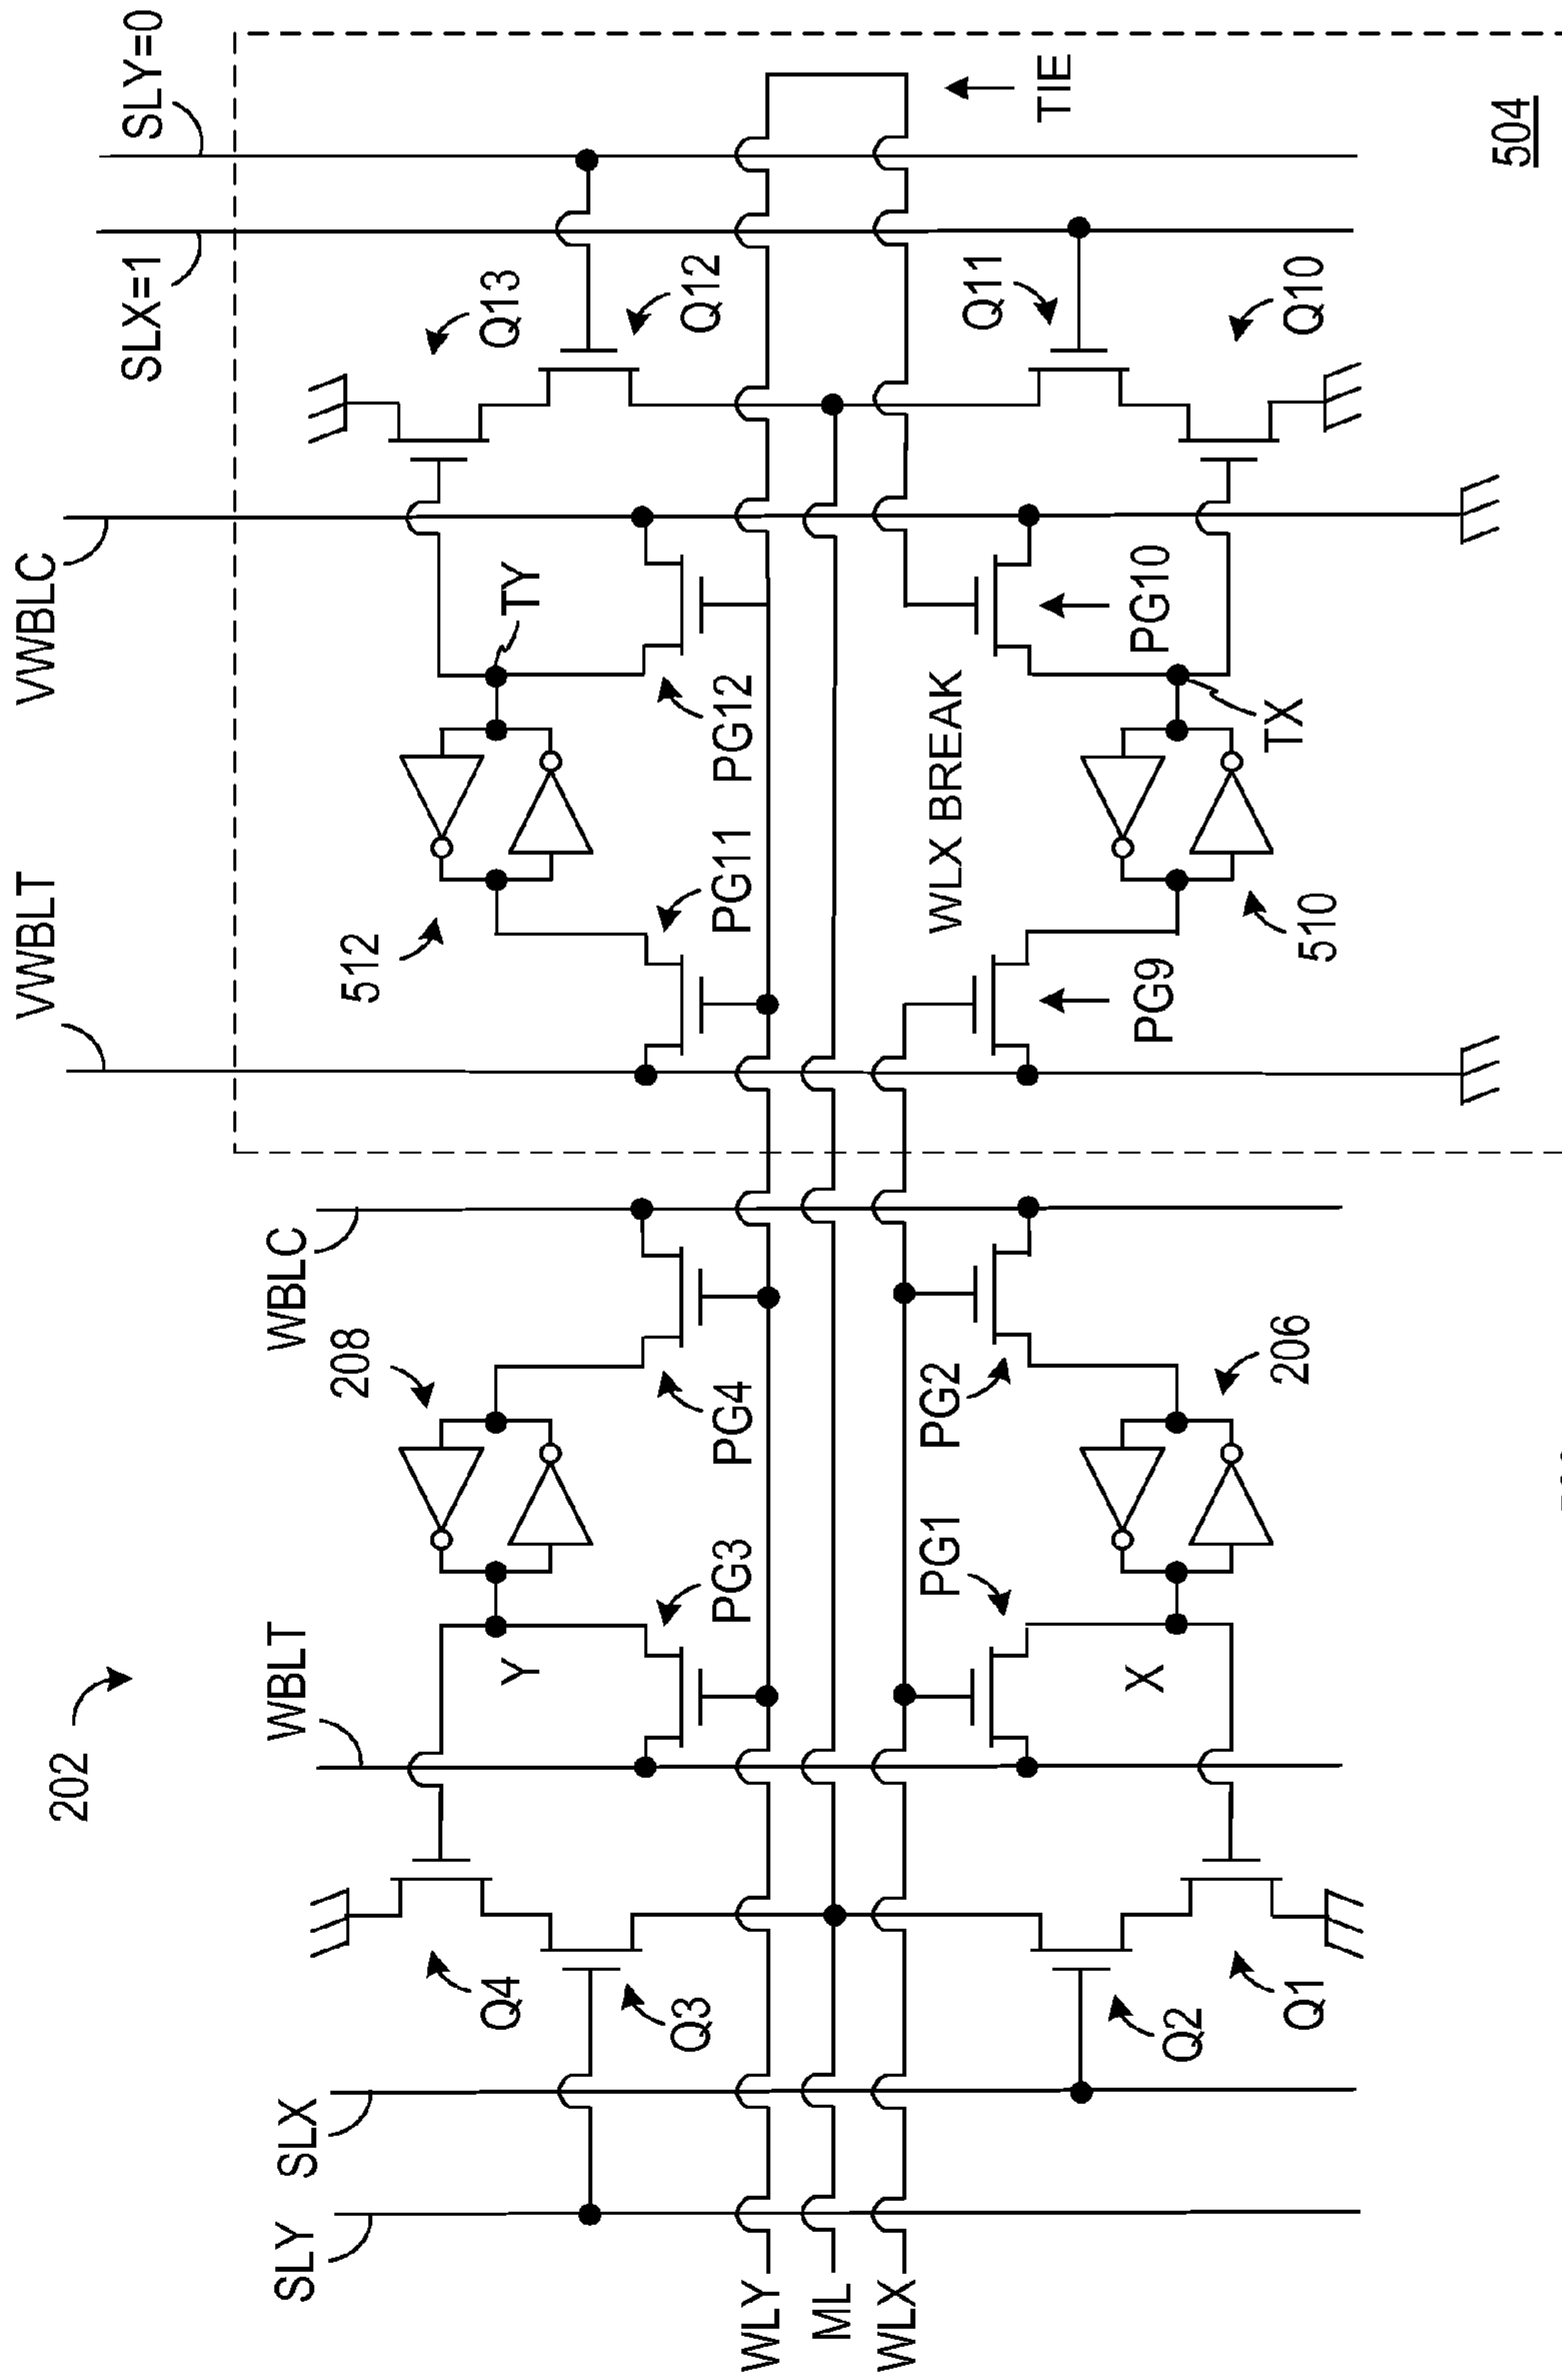 202
VWBLT
VWBLC
SLX=1
SLY=0
SLY
SLX
WBLT
WBLC
208
512
Q4
Y
TY
Q13
Q3
PG3
PG4
PG11
PG12
Q12
WLY
ML
WLX
PG1
PG2
WLX BREAK
Q11
TIE
Q2
X
PG9
PG10
Q1
206
510
TX
Q10
504